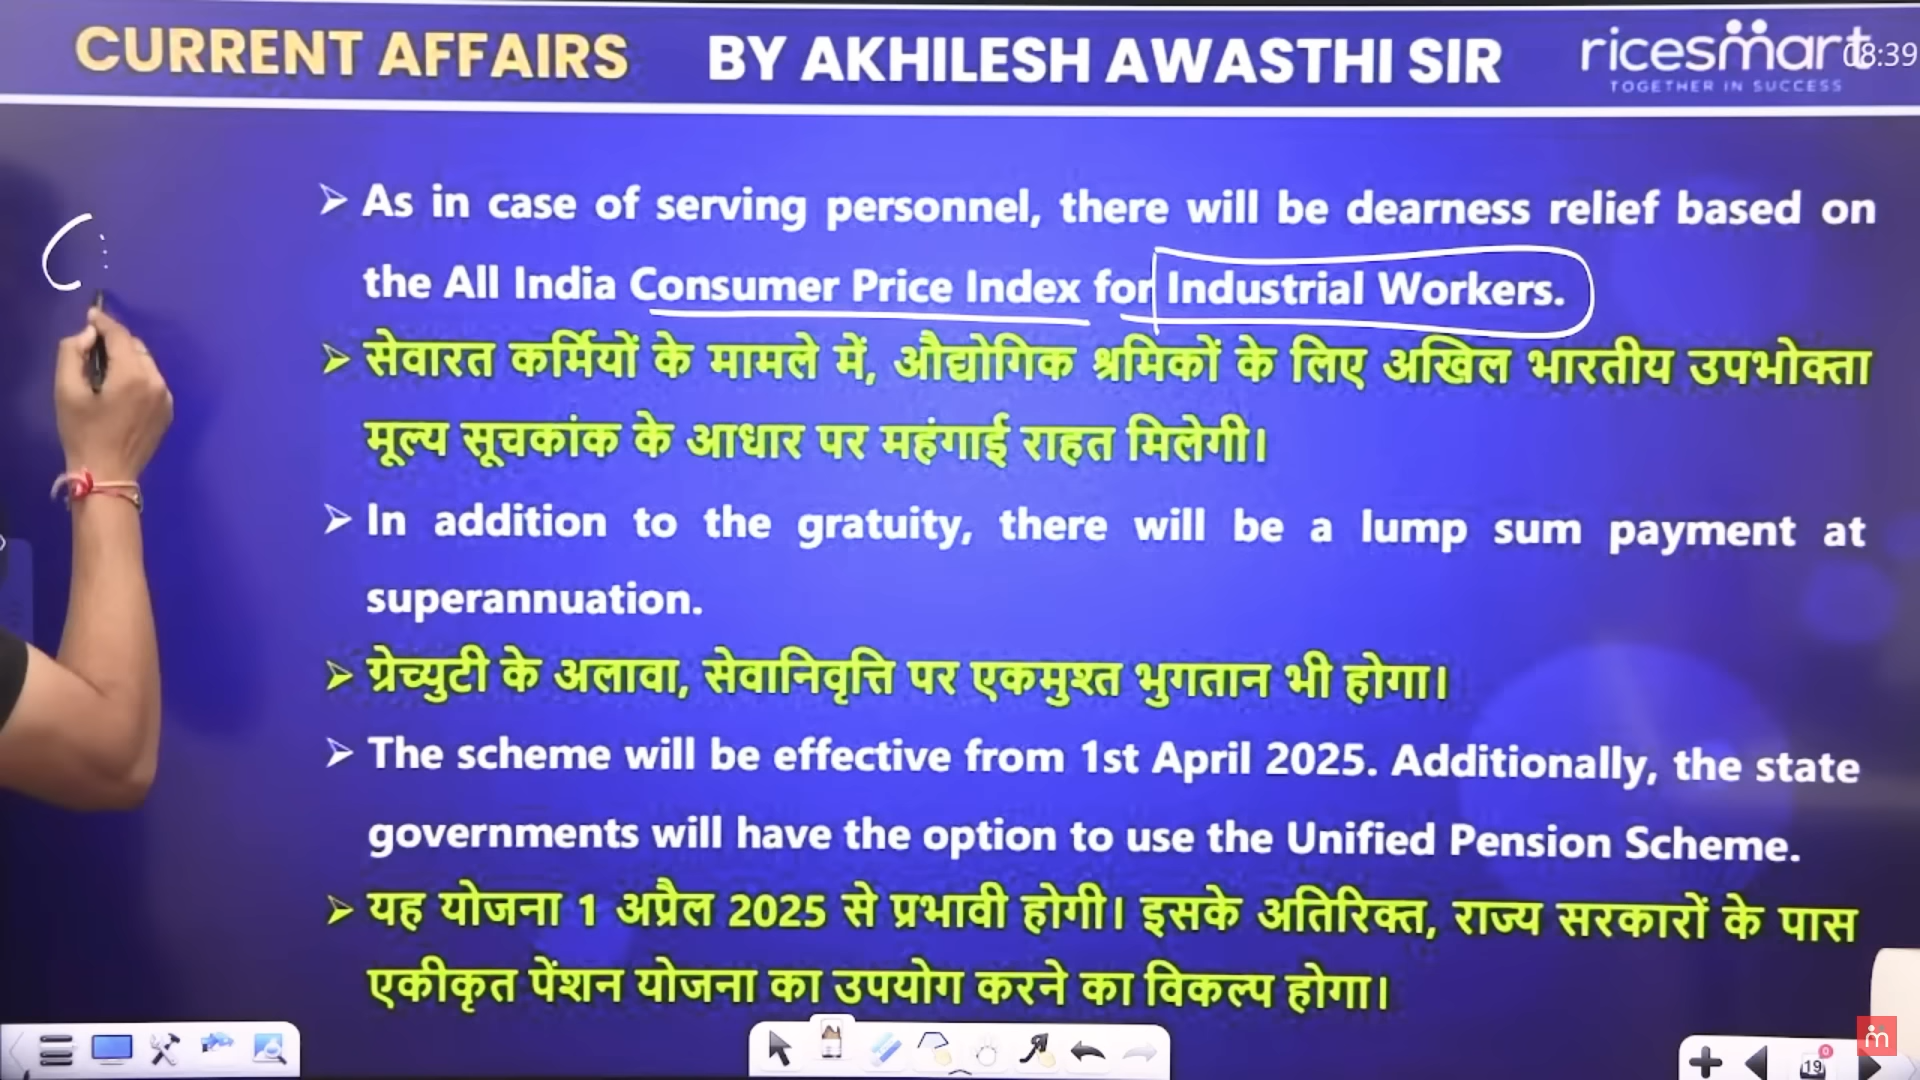 CURRENT AFFAIRS BY AKHILESH AWASTHI SIR
ricesmart
TOGETHER IN SUCCESS
08:39
➢ As in case of serving personnel, there will be dearness relief based on
the All India Consumer Price Index for Industrial Workers.
➢ सेवारत कर्मियों के मामले में, औद्योगिक श्रमिकों के लिए अखिल भारतीय उपभोक्ता
मूल्य सूचकांक के आधार पर महंगाई राहत मिलेगी।
➢ In addition to the gratuity, there will be a lump sum payment at
superannuation.
➢ ग्रेच्युटी के अलावा, सेवानिवृत्ति पर एकमुश्त भुगतान भी होगा।
➢ The scheme will be effective from 1st April 2025. Additionally, the state
governments will have the option to use the Unified Pension Scheme.
➢ यह योजना 1 अप्रैल 2025 से प्रभावी होगी। इसके अतिरिक्त, राज्य सरकारों के पास
एकीकृत पेंशन योजना का उपयोग करने का विकल्प होगा।
19
0